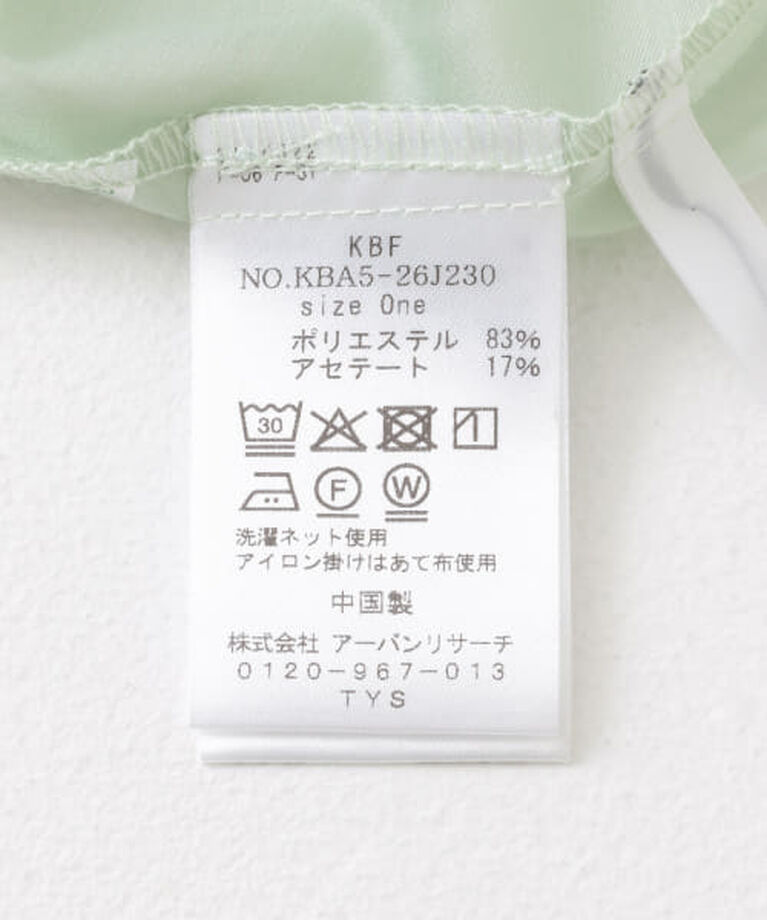 KBF
NO.KBA5-26J230
size One
ポリエステル 83%
アセテート 17%
30
F W
洗濯ネット使用
アイロン掛けはあて布使用
中国製
株式会社 アーバンリサーチ
0120-967-013
TYS